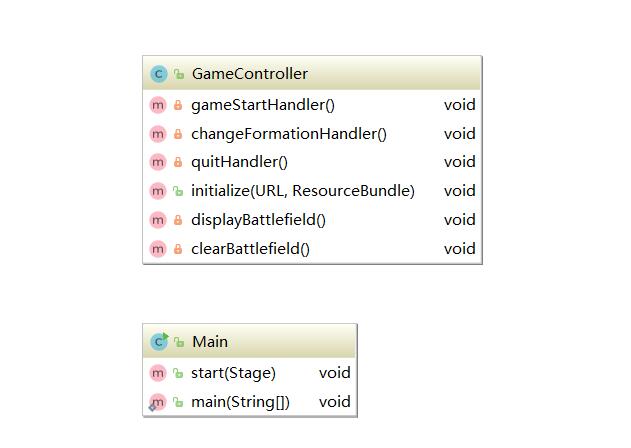 C GameController
m gameStartHandler() void
m changeFormationHandler() void
m quitHandler() void
m initialize(URL, ResourceBundle) void
m displayBattlefield() void
m clearBattlefield() void
C Main
m start(Stage) void
m main(String[]) void